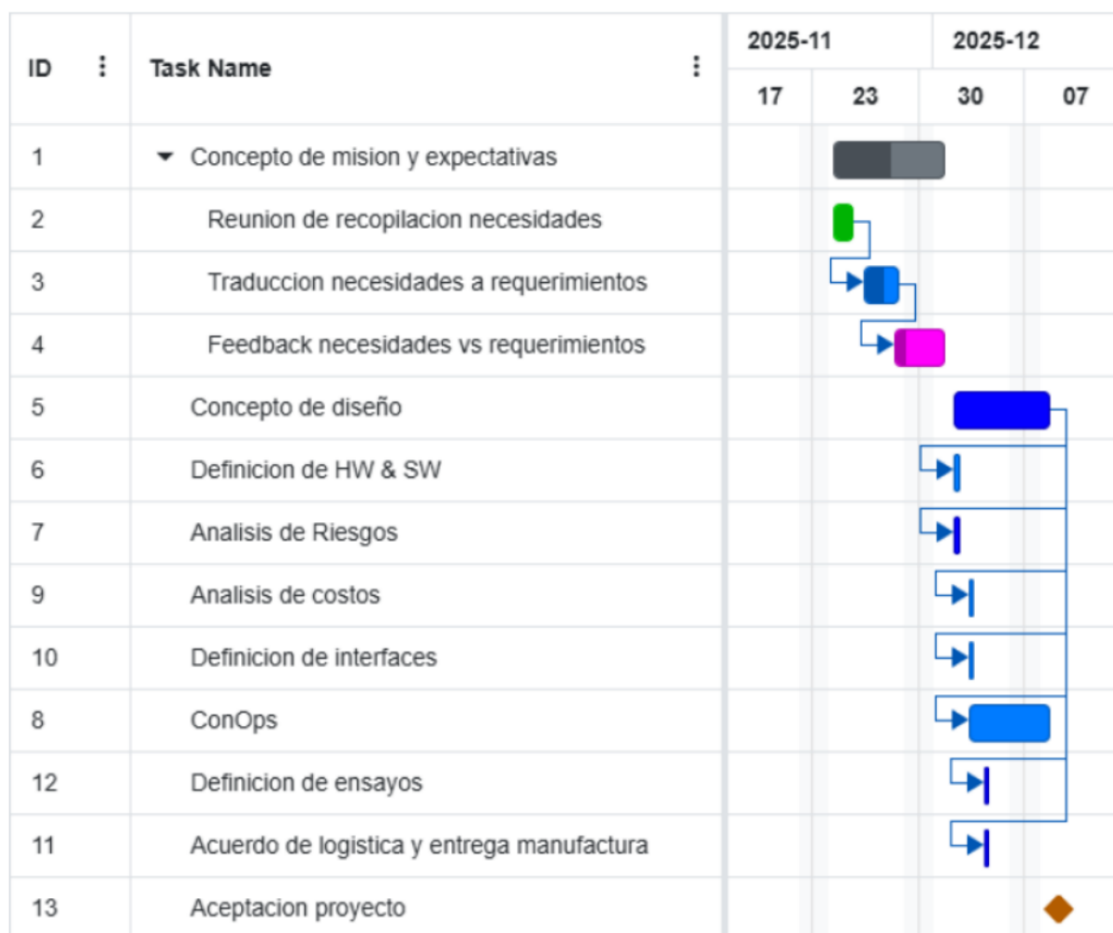 2025-11 2025-12
ID Task Name
17 23 30 07
1 Concepto de mision y expectativas
2 Reunion de recopilacion necesidades
3 Traduccion necesidades a requerimientos
4 Feedback necesidades vs requerimientos
5 Concepto de diseño
6 Definicion de HW & SW
7 Analisis de Riesgos
9 Analisis de costos
10 Definicion de interfaces
8 ConOps
12 Definicion de ensayos
11 Acuerdo de logistica y entrega manufactura
13 Aceptacion proyecto